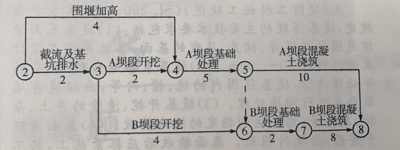 围堰加高
4
截流及基
坑排水
2
A坝段开挖
2
A坝段基础
处理
5
A坝段混凝
土浇筑
10
B坝段开挖
4
B坝段基础
处理
2
B坝段混凝
土浇筑
8
2
3
4
5
6
7
8